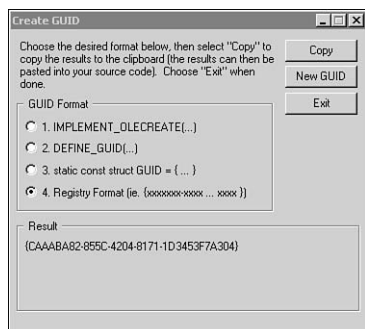 Create GUID
Choose the desired format below, then select "Copy" to
copy the results to the clipboard (the results can then be
pasted into your source code). Choose "Exit" when
done.
Copy
New GUID
Exit
GUID Format
1. IMPLEMENT_OLECREATE(...)
2. DEFINE_GUID(...)
3. static const struct GUID = { ... }
4. Registry Format (ie. {xxxxxxx-xxxx ... xxxx })
Result
{CAAABA82-855C-4204-8171-1D3453F7A304}